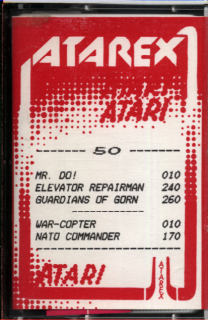 ATAREX
ATARI
ATARI
50
MR. DO! 010
ELEVATOR REPAIRMAN 240
GUARDIANS OF GORN 260
WAR-COPTER 010
NATO COMMANDER 170
ATARI
ATAREX